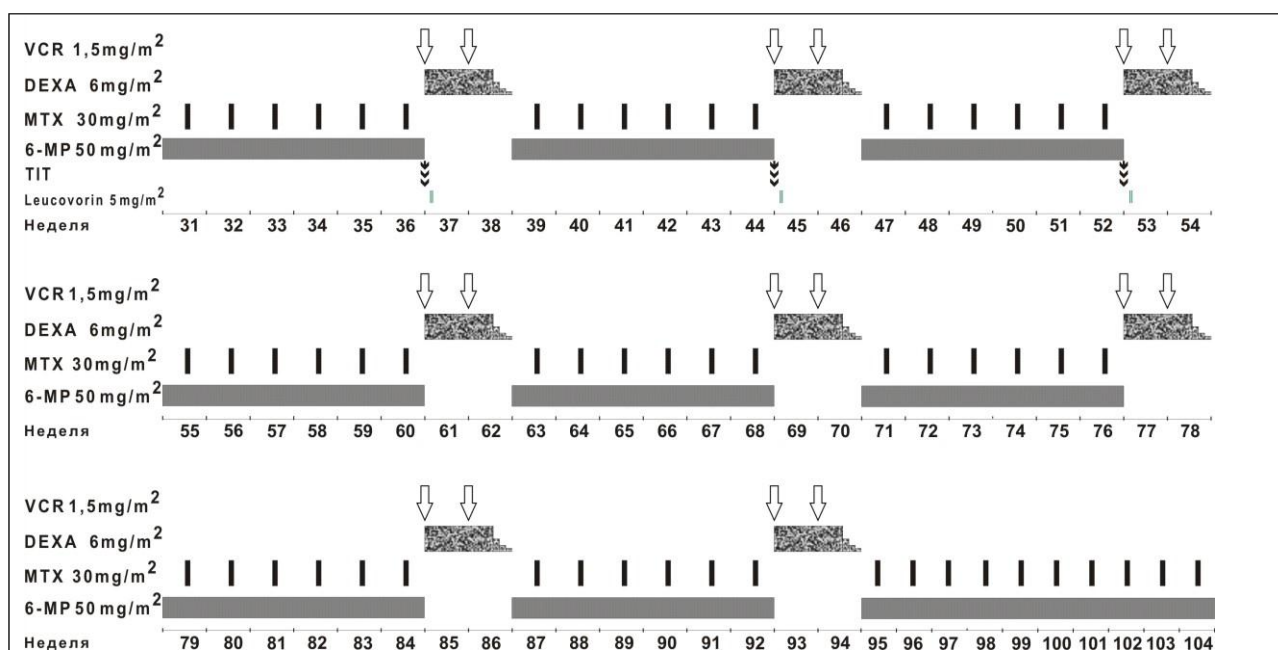 VCR 1,5mg/m²
DEXA 6mg/m²
MTX 30mg/m²
6-MP 50 mg/m²
TIT
Leucovorin 5 mg/m²
Неделя 31 32 33 34 35 36 37 38 39 40 41 42 43 44 45 46 47 48 49 50 51 52 53 54
VCR 1,5mg/m²
DEXA 6mg/m²
MTX 30mg/m²
6-MP 50 mg/m²
Неделя 55 56 57 58 59 60 61 62 63 64 65 66 67 68 69 70 71 72 73 74 75 76 77 78
VCR 1,5mg/m²
DEXA 6mg/m²
MTX 30mg/m²
6-MP 50 mg/m²
Неделя 79 80 81 82 83 84 85 86 87 88 89 90 91 92 93 94 95 96 97 98 99 100 101 102 103 104